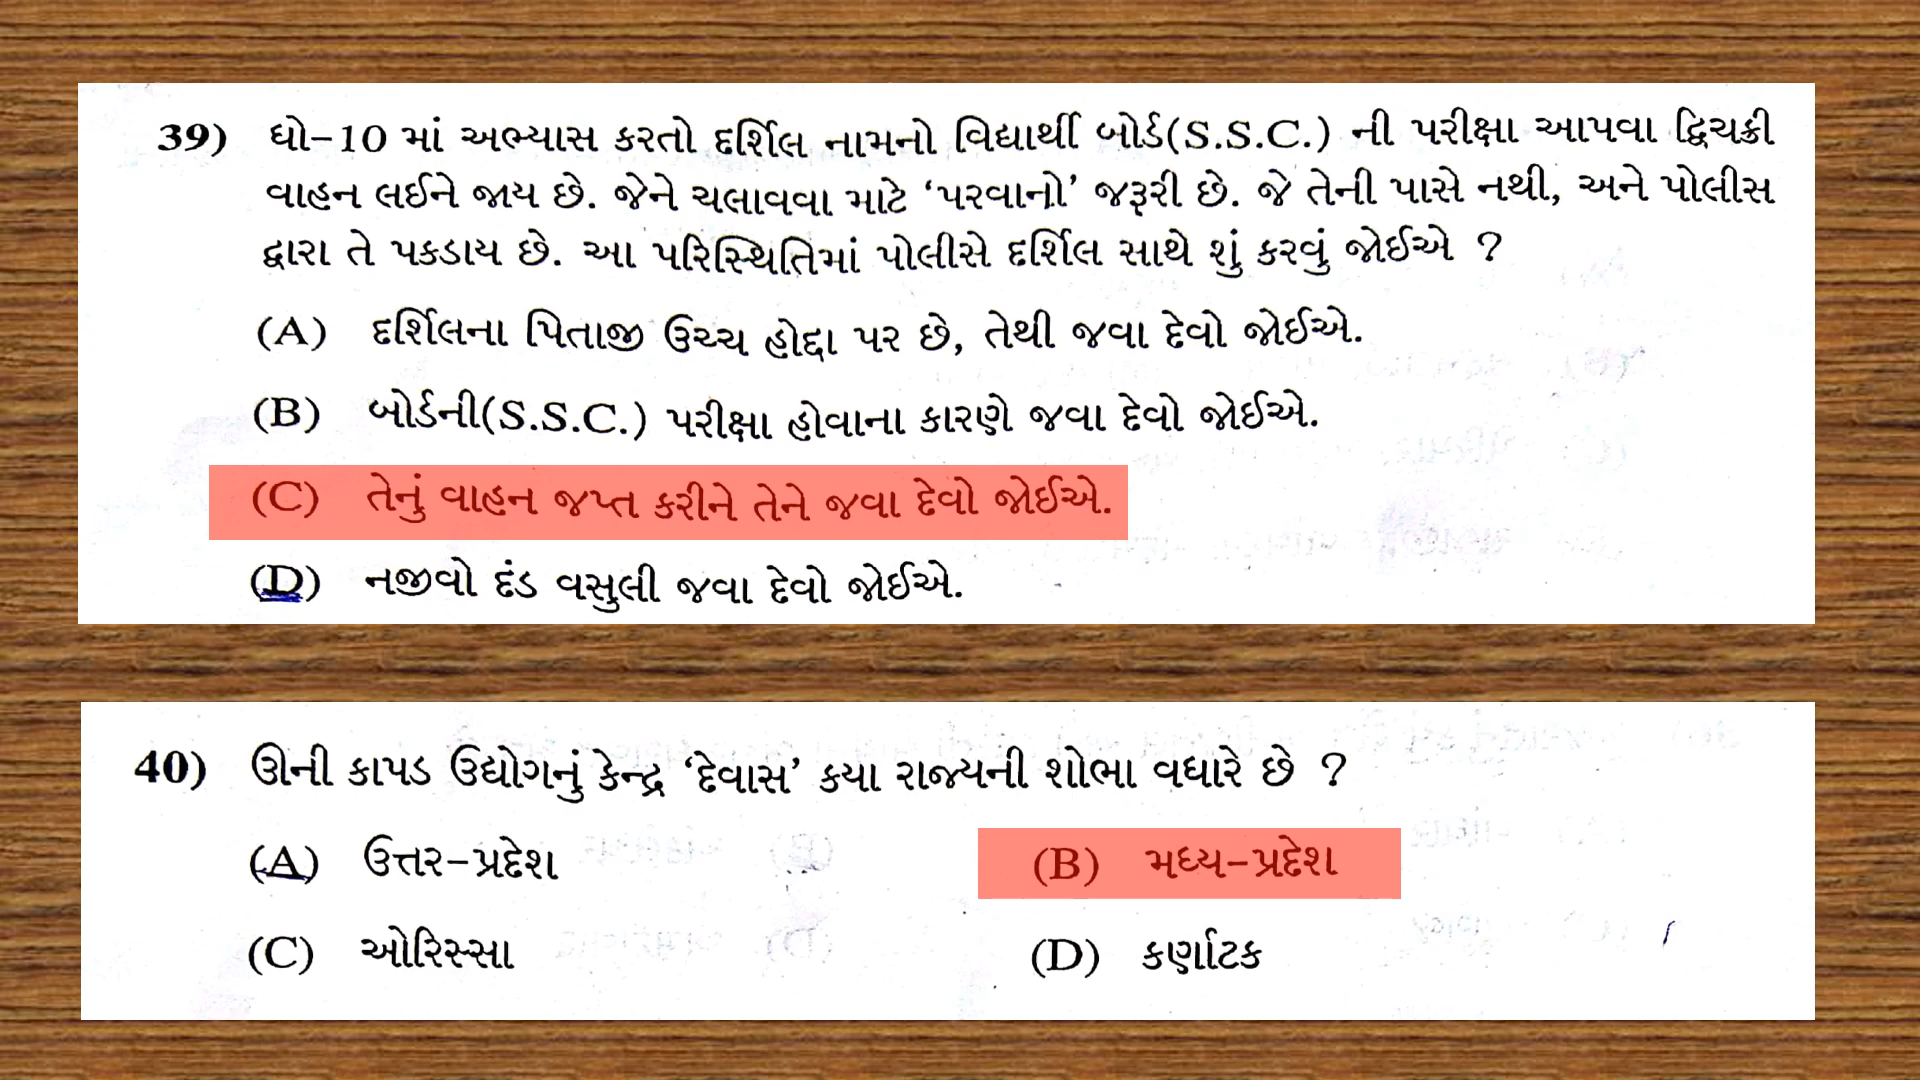 39) ધો-10 માં અભ્યાસ કરતો દર્શિલ નામનો વિદ્યાર્થી બોર્ડ(S.S.C.) ની પરીક્ષા આપવા દ્વિચક્રી
વાહન લઈને જાય છે. જેને ચલાવવા માટે ‘પરવાનો’ જરૂરી છે. જે તેની પાસે નથી, અને પોલીસ
દ્વારા તે પકડાય છે. આ પરિસ્થિતિમાં પોલીસે દર્શિલ સાથે શું કરવું જોઈએ ?
(A) દર્શિલના પિતાજી ઉચ્ચ હોદ્દા પર છે, તેથી જવા દેવો જોઈએ.
(B) બોર્ડની(S.S.C.) પરીક્ષા હોવાના કારણે જવા દેવો જોઈએ.
(C) તેનું વાહન જપ્ત કરીને તેને જવા દેવો જોઈએ.
(D) નજીવો દંડ વસુલી જવા દેવો જોઈએ.
40) ઊની કાપડ ઉદ્યોગનું કેન્દ્ર ‘દેવાસ’ કયા રાજ્યની શોભા વધારે છે ?
(A) ઉત્તર-પ્રદેશ (B) મધ્ય-પ્રદેશ
(C) ઓરિસ્સા (D) કર્ણાટક